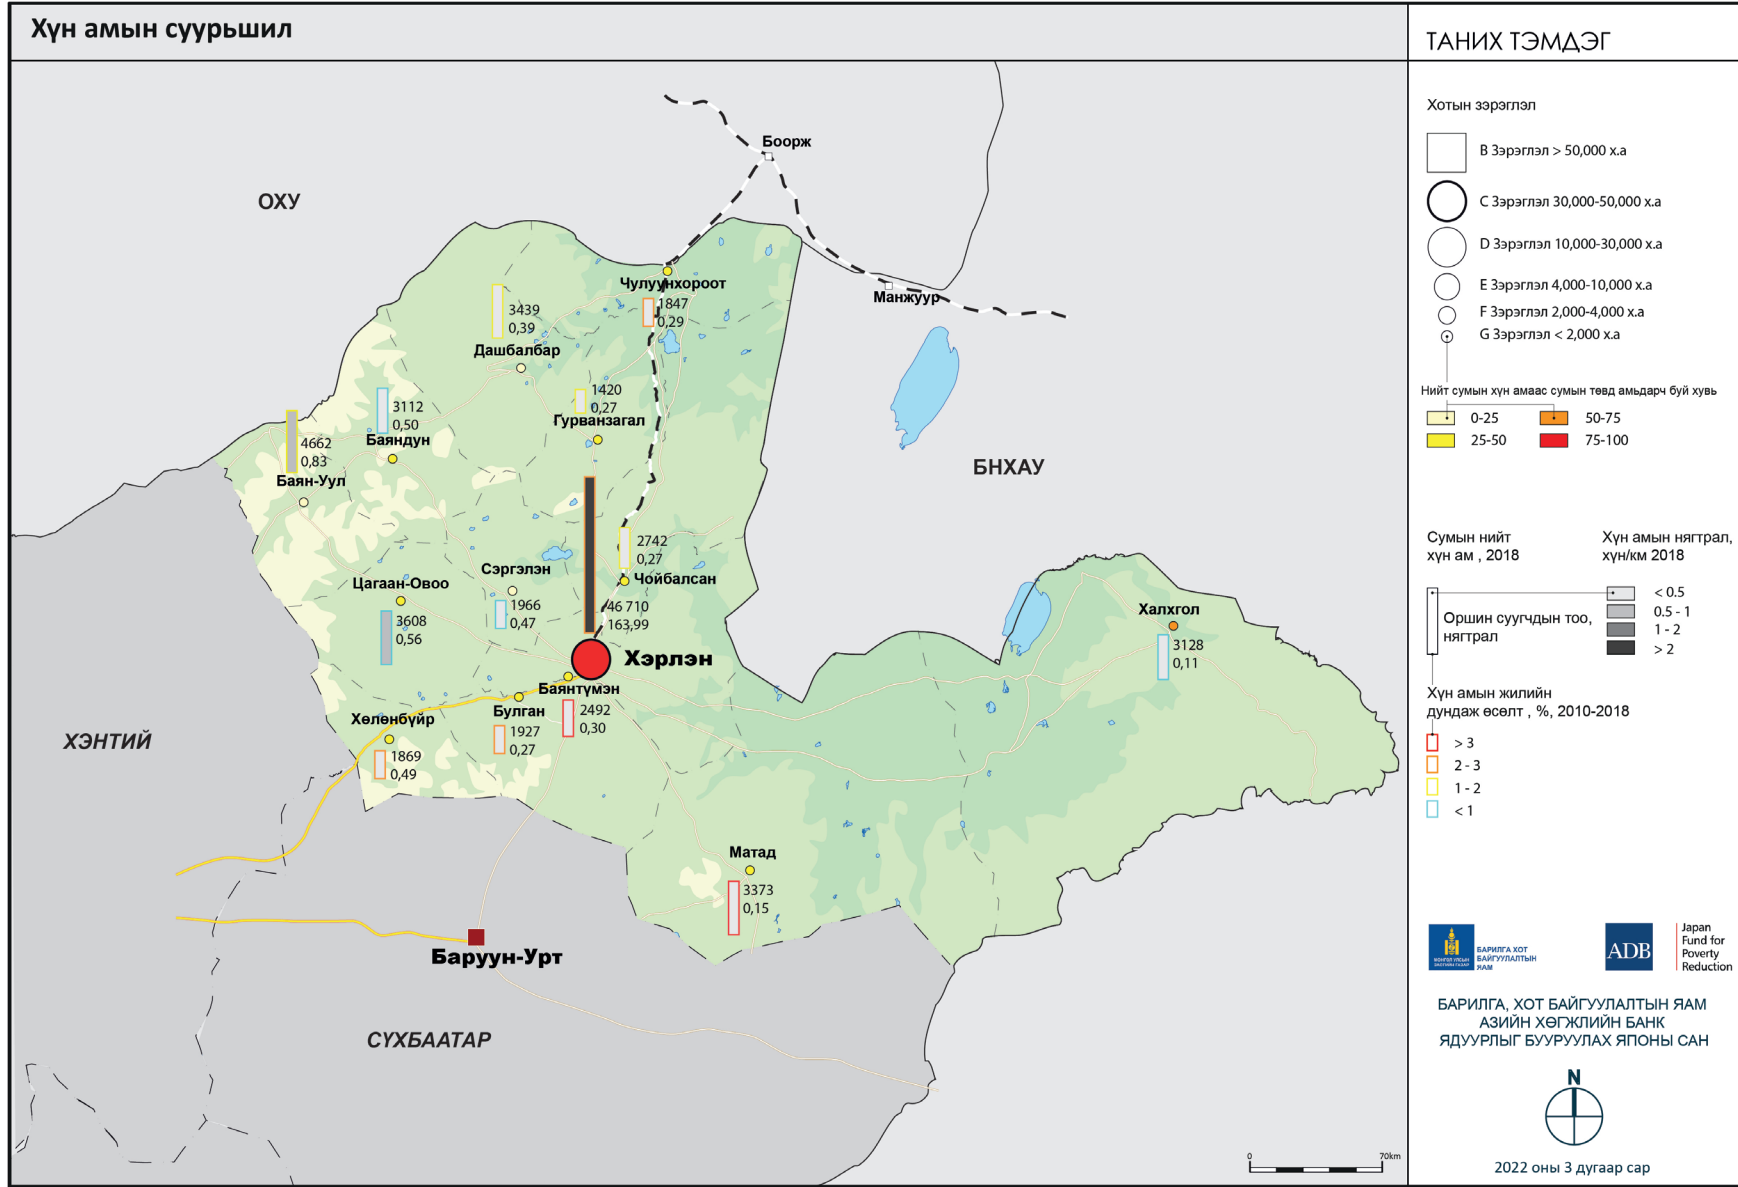 Хүн амын суурьшил
ОХУ
Боорж
Манжуур
Чулуунхороот
1847
0,29
3439
0,39
Дашбалбар
1420
0,27
Гурванзагал
3112
0,50
Баяндун
4662
0,83
Баян-Уул
БНХАУ
2742
0,27
Чойбалсан
Сэргэлэн
1966
0,47
Цагаан-Овоо
3608
0,56
46 710
163,99
Хэрлэн
Халхгол
3128
0,11
Баянтүмэн
2492
0,30
Булган
1927
0,27
Хөлөнбүйр
1869
0,49
ХЭНТИЙ
Матад
3373
0,15
Баруун-Урт
СҮХБААТАР
0 70km
ТАНИХ ТЭМДЭГ
Хотын зэрэглэл
B Зэрэглэл > 50,000 х.а
C Зэрэглэл 30,000-50,000 х.а
D Зэрэглэл 10,000-30,000 х.а
E Зэрэглэл 4,000-10,000 х.а
F Зэрэглэл 2,000-4,000 х.а
G Зэрэглэл < 2,000 х.а
Нийт сумын хүн амаас сумын төвд амьдарч буй хувь
0-25 50-75
25-50 75-100
Сумын нийт
хүн ам , 2018
Оршин суугчдын тоо,
нягтрал
Хүн амын нягтрал,
хүн/км 2018
< 0.5
0.5 - 1
1 - 2
> 2
Хүн амын жилийн
дундаж өсөлт , %, 2010-2018
> 3
2 - 3
1 - 2
< 1
МОНГОЛ УЛСЫН
ЗАСГИЙН ГАЗАР
БАРИЛГА ХОТ
БАЙГУУЛАЛТЫН
ЯАМ
ADB
Japan
Fund for
Poverty
Reduction
БАРИЛГА, ХОТ БАЙГУУЛАЛТЫН ЯАМ
АЗИЙН ХӨГЖЛИЙН БАНК
ЯДУУРЛЫГ БУУРУУЛАХ ЯПОНЫ САН
N
2022 оны 3 дугаар сар